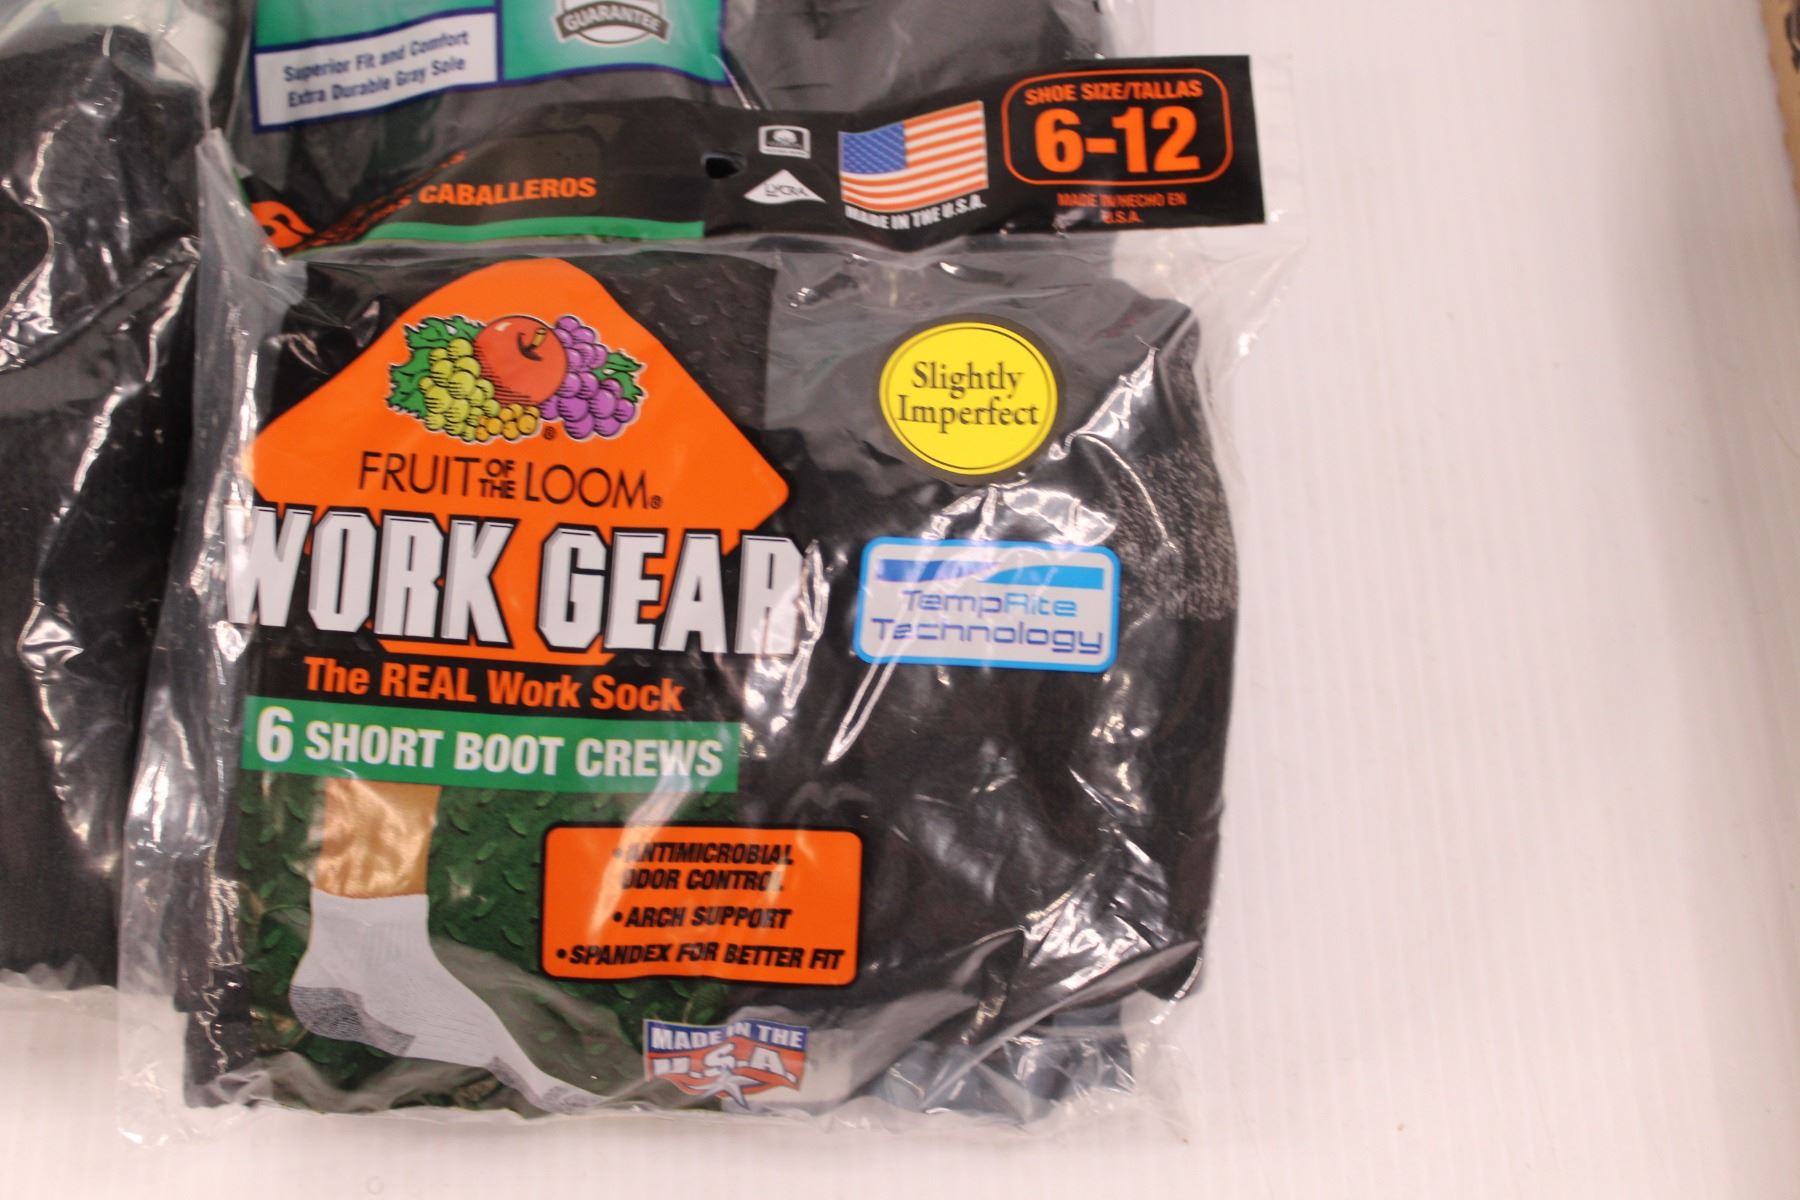 GUARANTEE
Superior Fit and Comfort
Extra Durable Gray Sole
CABALLEROS
LYCRA
MADE IN THE U.S.A.
SHOE SIZE/TALLAS
6-12
MADE IN/HECHO EN
U.S.A.
FRUIT OF THE LOOM®
WORK GEAR
The REAL Work Sock
6 SHORT BOOT CREWS
Slightly
Imperfect
TempRite
Technology
•ANTIMICROBIAL
ODOR CONTROL
•ARCH SUPPORT
•SPANDEX FOR BETTER FIT
MADE IN THE
U.S.A.